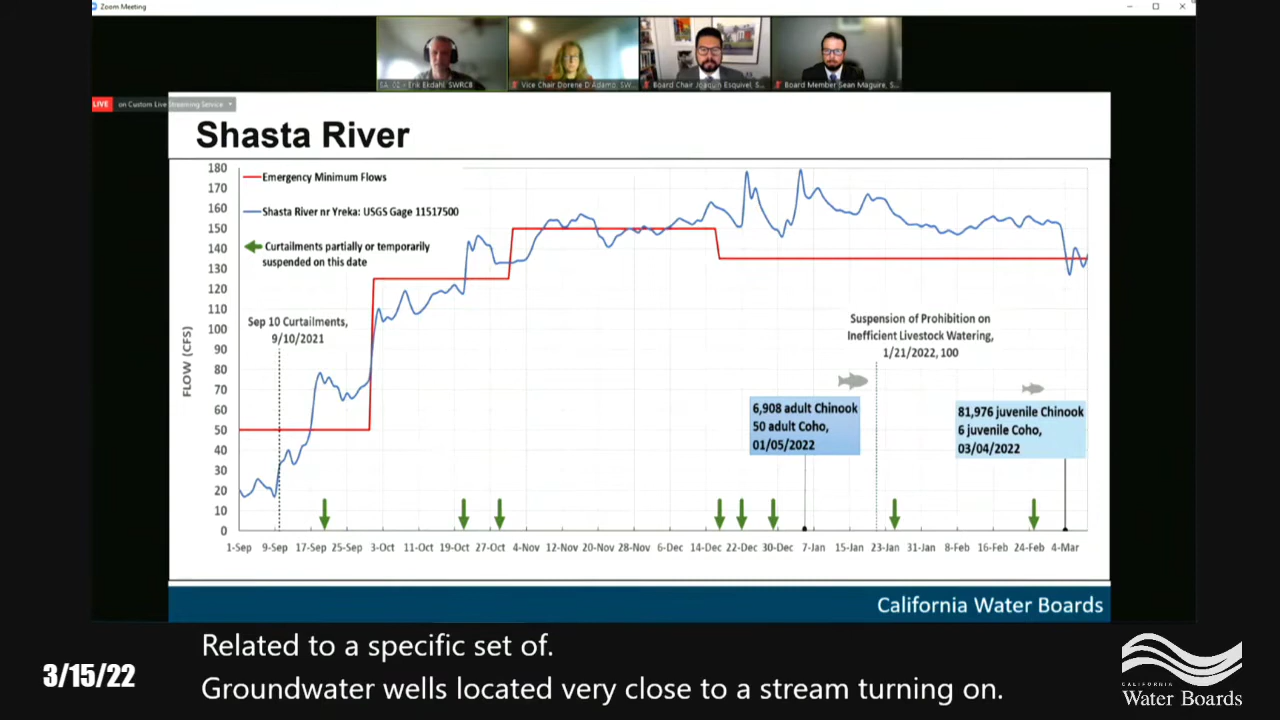 Zoom Meeting
SA: 02 - Erik Ekdahl, SWRCB
Vice Chair Dorene D'Adamo, SW...
Board Chair Joaquin Esquivel, S...
Board Member Sean Maguire, S...
LIVE on Custom Live Streaming Service
Shasta River
Emergency Minimum Flows
Shasta River nr Yreka: USGS Gage 11517500
Curtailments partially or temporarily
suspended on this date
FLOW (CFS)
180
170
160
150
140
130
120
110
100
90
80
70
60
50
40
30
20
10
0
Sep 10 Curtailments,
9/10/2021
Suspension of Prohibition on
Inefficient Livestock Watering,
1/21/2022, 100
6,908 adult Chinook
50 adult Coho,
01/05/2022
81,976 juvenile Chinook
6 juvenile Coho,
03/04/2022
1-Sep 9-Sep 17-Sep 25-Sep 3-Oct 11-Oct 19-Oct 27-Oct 4-Nov 12-Nov 20-Nov 28-Nov 6-Dec 14-Dec 22-Dec 30-Dec 7-Jan 15-Jan 23-Jan 31-Jan 8-Feb 16-Feb 24-Feb 4-Mar
California Water Boards
Related to a specific set of.
Groundwater wells located very close to a stream turning on.
3/15/22
CALIFORNIA
Water Boards